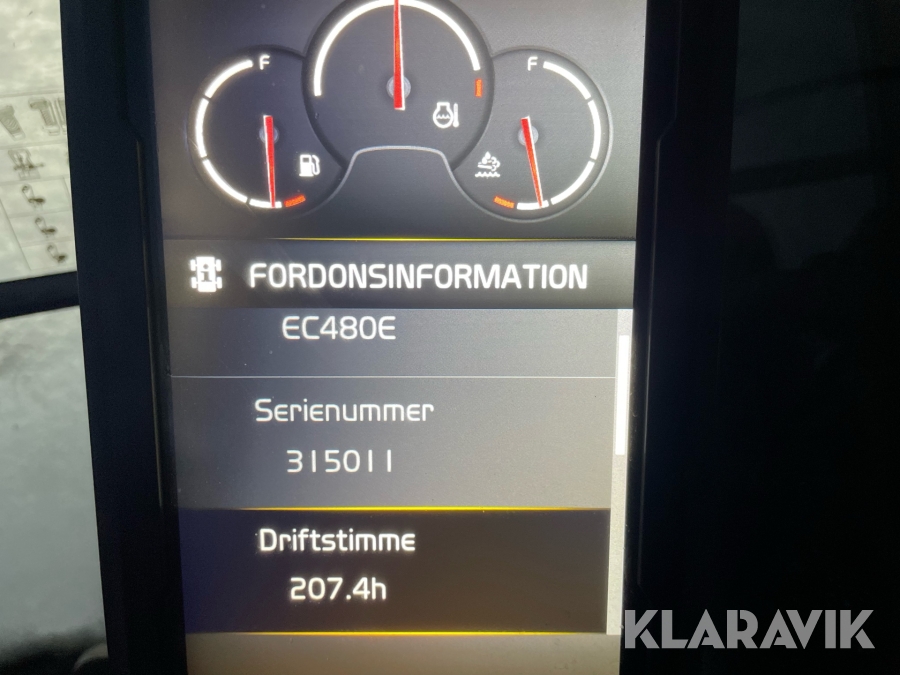 F
F
FORDONSINFORMATION
EC480E
Serienummer
315011
Driftstimme
207.4h
KLARAVIK